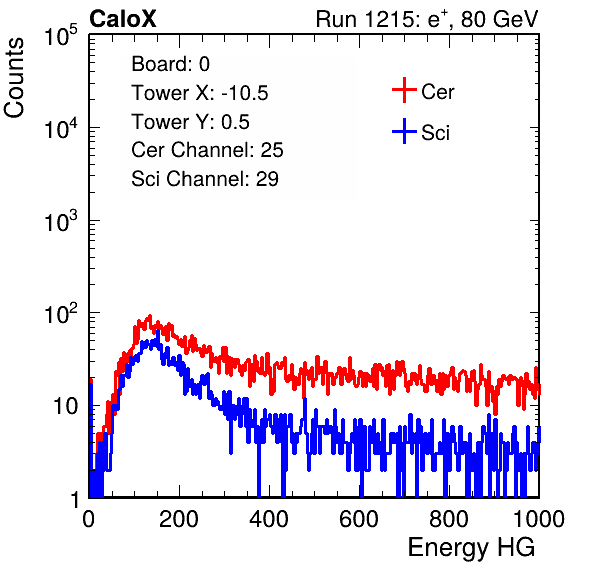 CaloX Run 1215: e⁺, 80 GeV
Counts
Board: 0
Tower X: -10.5
Tower Y: 0.5
Cer Channel: 25
Sci Channel: 29
Cer
Sci
10⁵
10⁴
10³
10²
10
1
0 200 400 600 800 1000
Energy HG